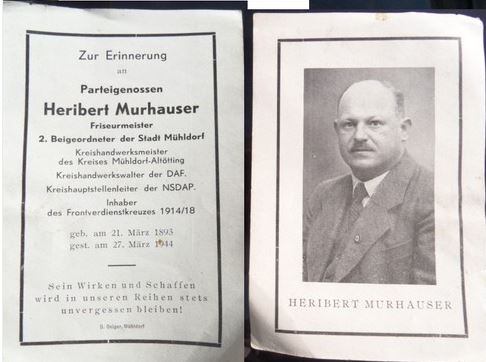 Zur Erinnerung
an
Parteigenossen
Heribert Murhauser
Friseurmeister
2. Beigeordneter der Stadt Mühldorf
Kreishandwerksmeister
des Kreises Mühldorf-Altötting
Kreishandwerkswalter der DAF.
Kreishauptstellenleiter der NSDAP.
Inhaber
des Frontverdienstkreuzes 1914/18
geb. am 21. März 1893
gest. am 27. März 1944
Sein Wirken und Schaffen
wird in unseren Reihen stets
unvergessen bleiben!
D. Geiger, Mühldorf
HERIBERT MURHAUSER